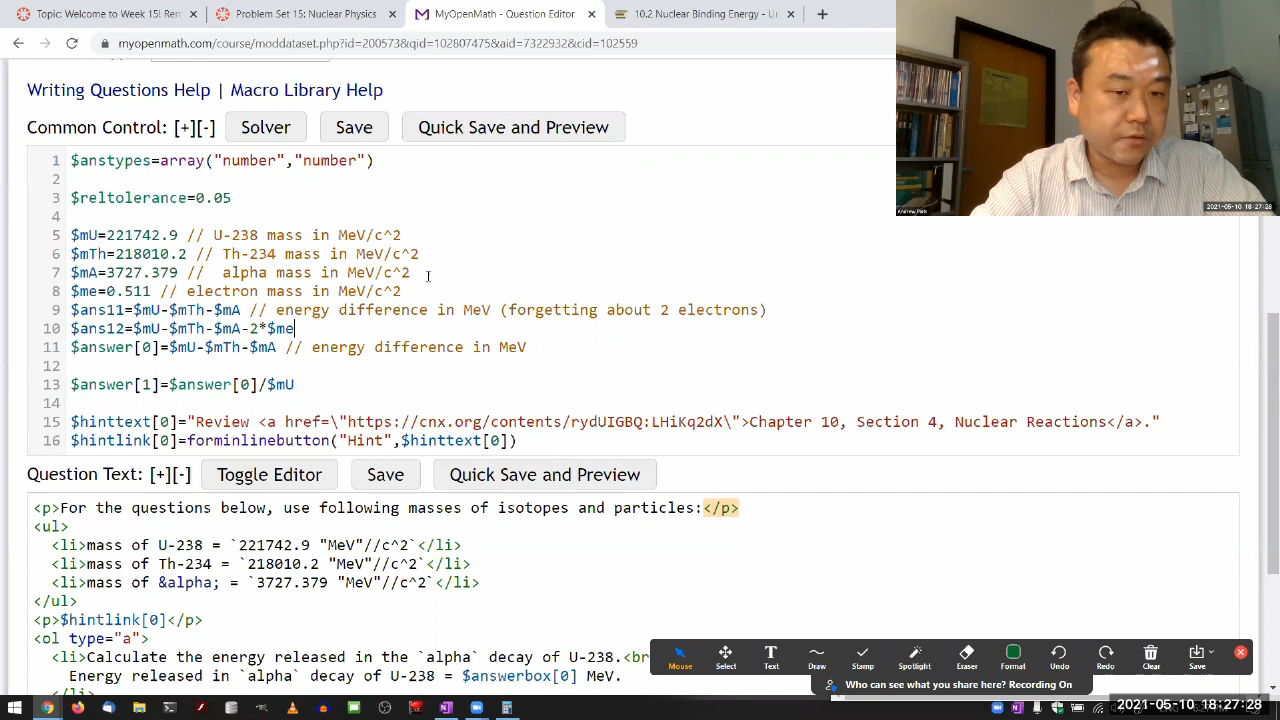 Topic: Welcome to Week 15! Rem
Problem Set 15: Nuclear Physics
MyOpenMath - Question Editor
10.2 Nuclear Binding Energy - Un
myopenmath.com/course/moddataset.php?id=200573&qid=102807475&aid=7322932&cid=102559
Writing Questions Help | Macro Library Help
Common Control: [+][-] Solver Save Quick Save and Preview
1 $anstypes=array("number","number")
2
3 $reltolerance=0.05
4
5 $mU=221742.9 // U-238 mass in MeV/c^2
6 $mTh=218010.2 // Th-234 mass in MeV/c^2
7 $mA=3727.379 //  alpha mass in MeV/c^2
8 $me=0.511 // electron mass in MeV/c^2
9 $ans11=$mU-$mTh-$mA // energy difference in MeV (forgetting about 2 electrons)
10 $ans12=$mU-$mTh-$mA-2*$me
11 $answer[0]=$mU-$mTh-$mA // energy difference in MeV
12
13 $answer[1]=$answer[0]/$mU
14
15 $hinttext[0]="Review <a href=\"https://cnx.org/contents/rydUIGBQ:LHiKq2dX\">Chapter 10, Section 4, Nuclear Reactions</a>."
16 $hintlink[0]=forminlinebutton("Hint",$hinttext[0])
Question Text: [+][-] Toggle Editor Save Quick Save and Preview
<p>For the questions below, use following masses of isotopes and particles:</p>
<ul>
<li>mass of U-238 = `221742.9 "MeV"//c^2`</li>
<li>mass of Th-234 = `218010.2 "MeV"//c^2`</li>
<li>mass of &alpha; = `3727.379 "MeV"//c^2`</li>
</ul>
<p>$hintlink[0]</p>
<ol type="a">
<li>Calculate the energy released in the `alpha` decay of U-238.<br
Energy released in `alpha` decay of U-238 = $answerbox[0] MeV.
</li>
Mouse Select Text Draw Stamp Spotlight Eraser Format Undo Redo Clear Save
Who can see what you share here? Recording On
Andrew_Park
2021-05-10 18:27:28
2021-05-10 18:27:28